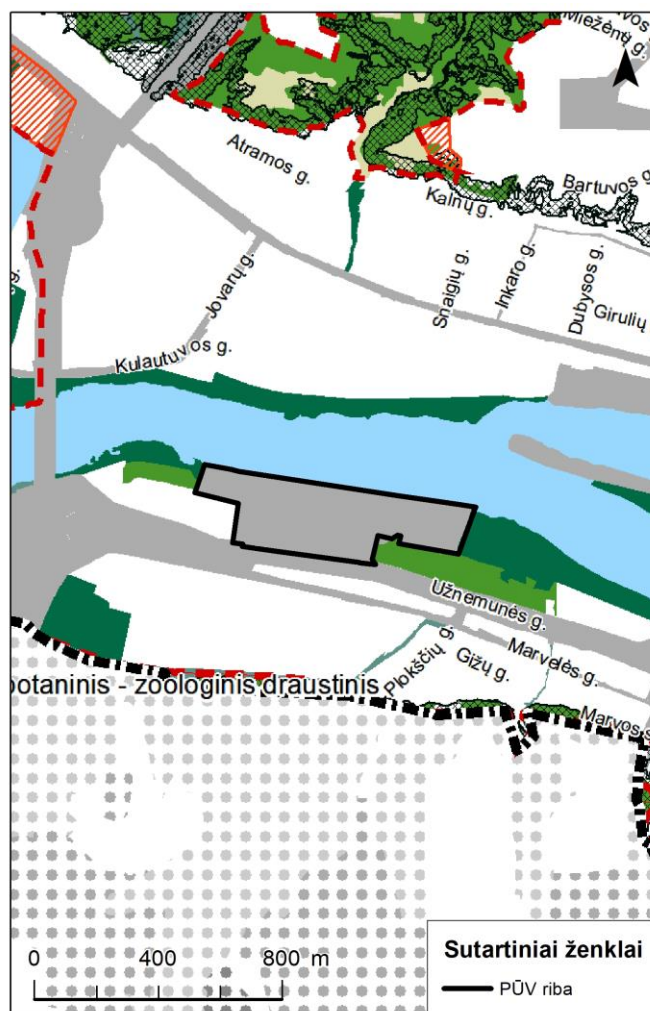 Miežėnų g.
Atramos g.
Kalnų g.
Bartuvos g.
Jovarų g.
Snaigių g.
Inkaro g.
Dubysos g.
Girulių
Kulautuvos g.
Užnemunės g.
Marvelės g.
Plokščių g.
Gižų g.
botaninis - zoologinis draustinis
Marvos
Sutartiniai ženklai
0 400 800 m
PŪV riba